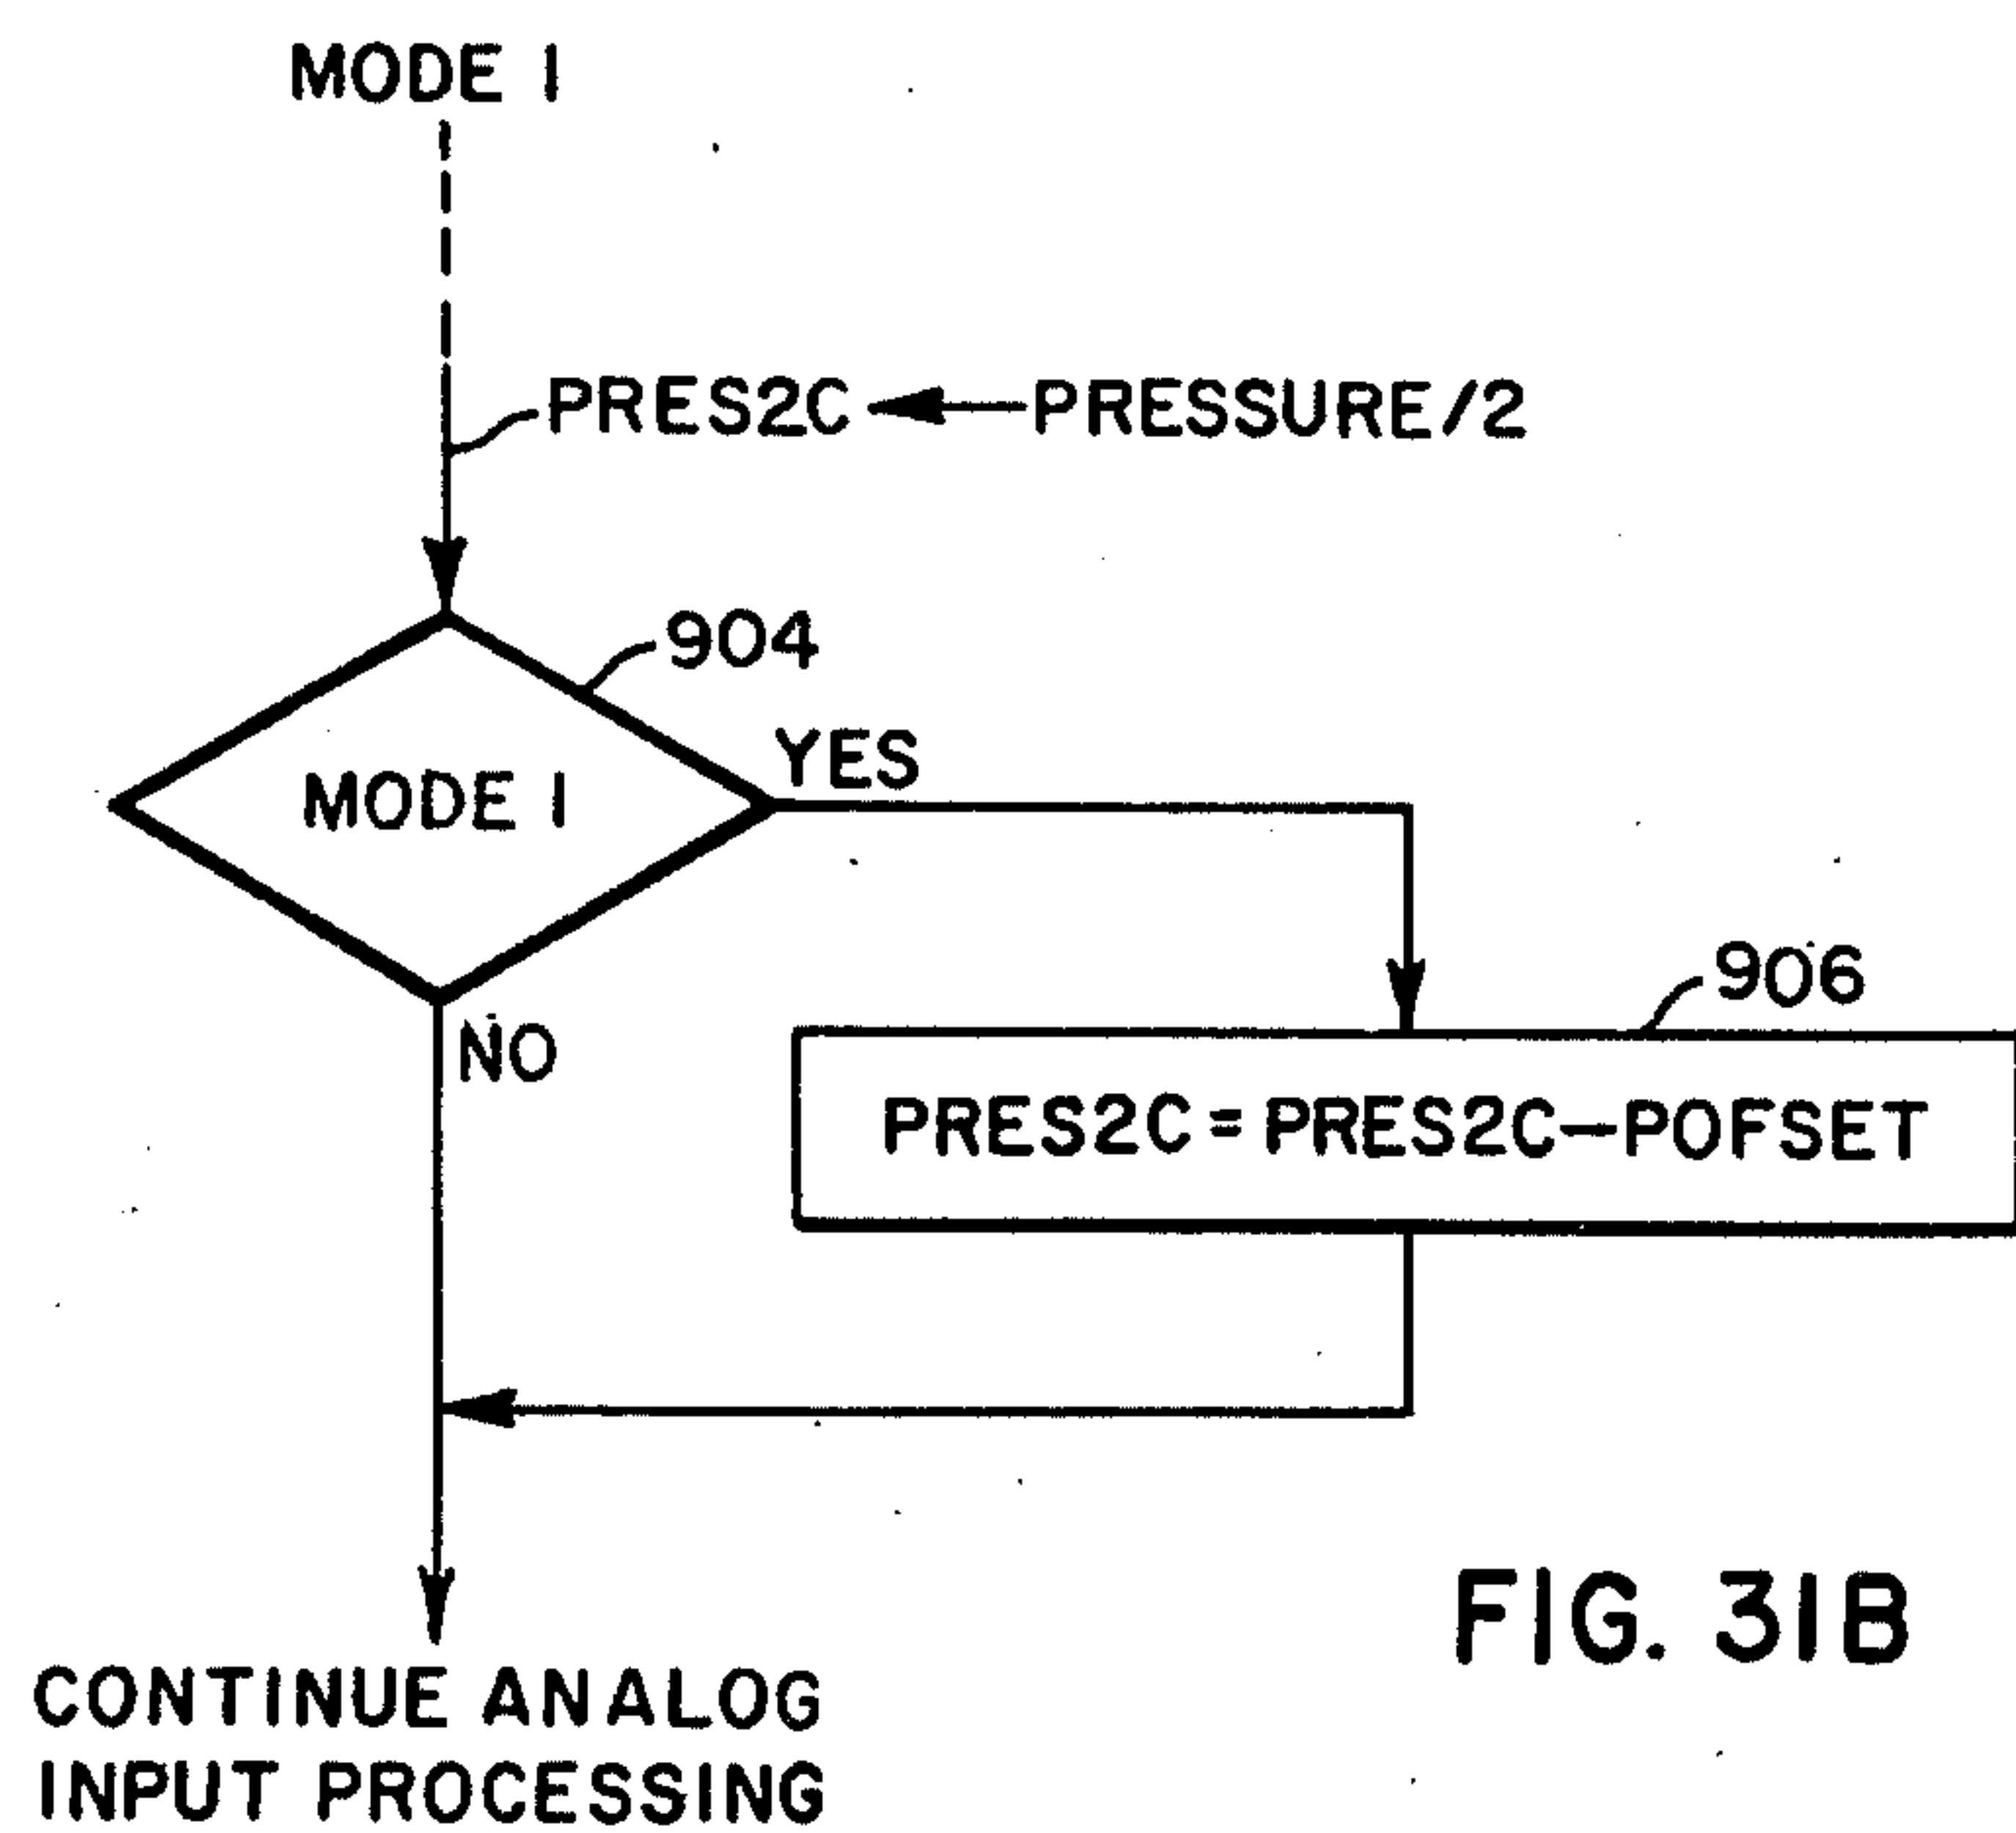 MODE 1
PRES2C ← PRESSURE/2
904
MODE 1
YES
NO
906
PRES2C=PRES2C-POFSET
FIG. 31B
CONTINUE ANALOG
INPUT PROCESSING